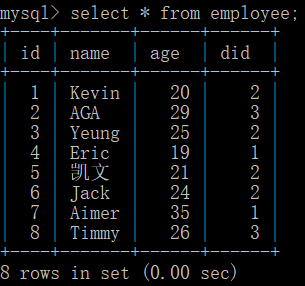 mysql> select * from employee;
+----+-------+------+------+
| id | name | age | did |
+----+-------+------+------+
| 1 | Kevin | 20 | 2 |
| 2 | AGA | 29 | 3 |
| 3 | Yeung | 25 | 2 |
| 4 | Eric | 19 | 1 |
| 5 | 凯文 | 21 | 2 |
| 6 | Jack | 24 | 2 |
| 7 | Aimer | 35 | 1 |
| 8 | Timmy | 26 | 3 |
+----+-------+------+------+
8 rows in set (0.00 sec)